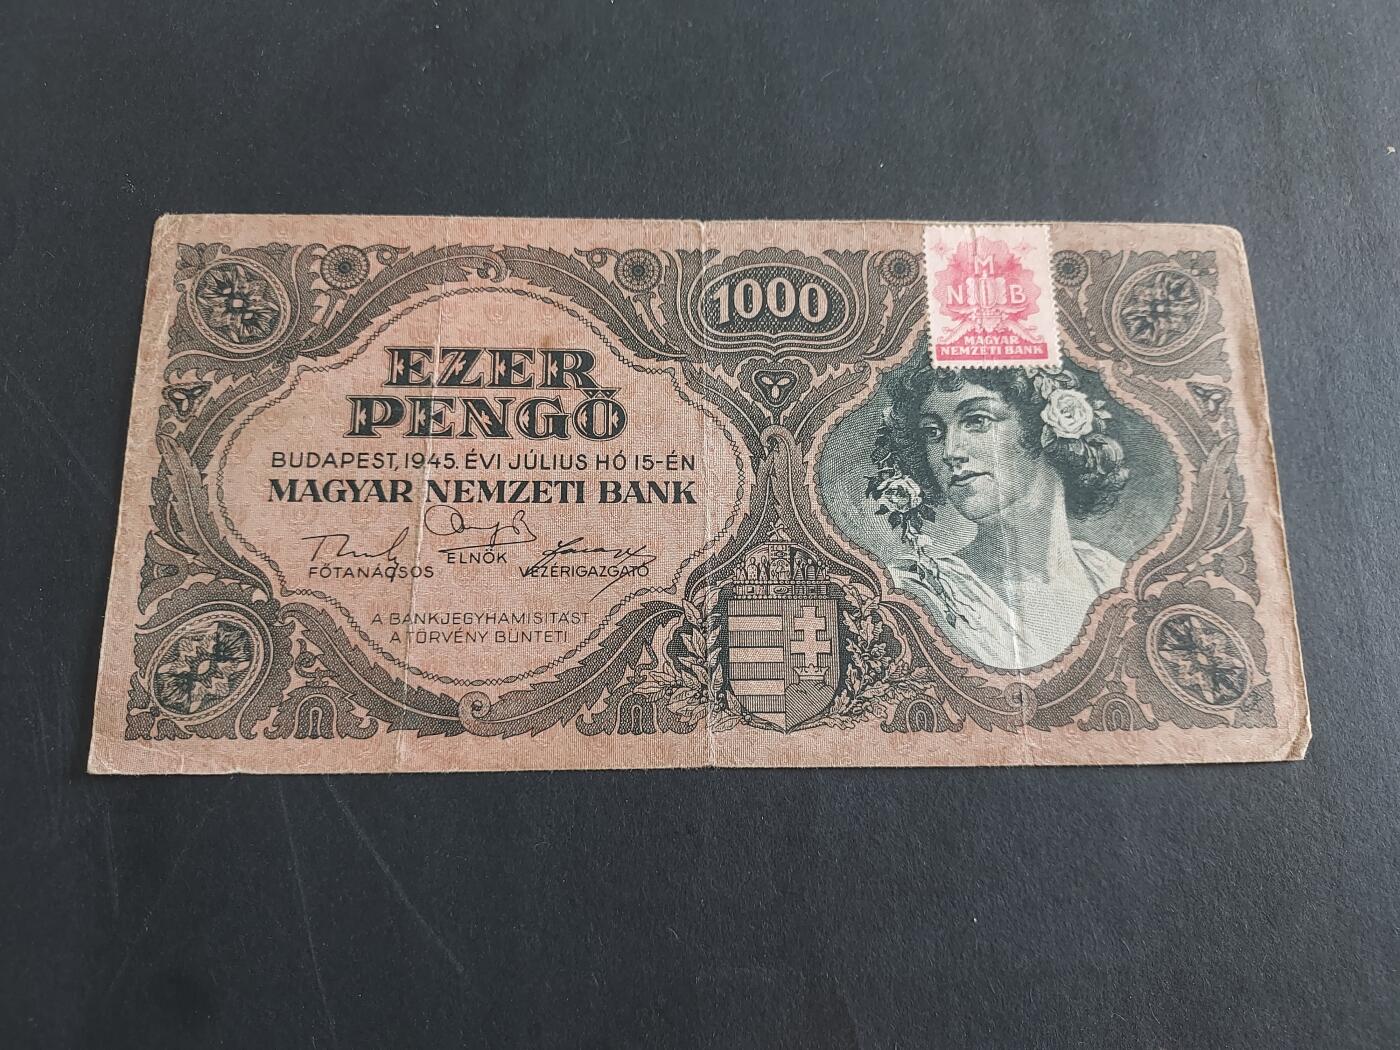 1000
M
N B
MAGYAR
NEMZETI BANK
EZER
PENGŐ
BUDAPEST, 1945. ÉVI JÚLIUS HÓ 15-ÉN
MAGYAR NEMZETI BANK
FŐTANÁCSOS
ELNÖK
VEZÉRIGAZGATÓ
A BANKJEGYHAMISITÁST
A TÖRVÉNY BÜNTETI